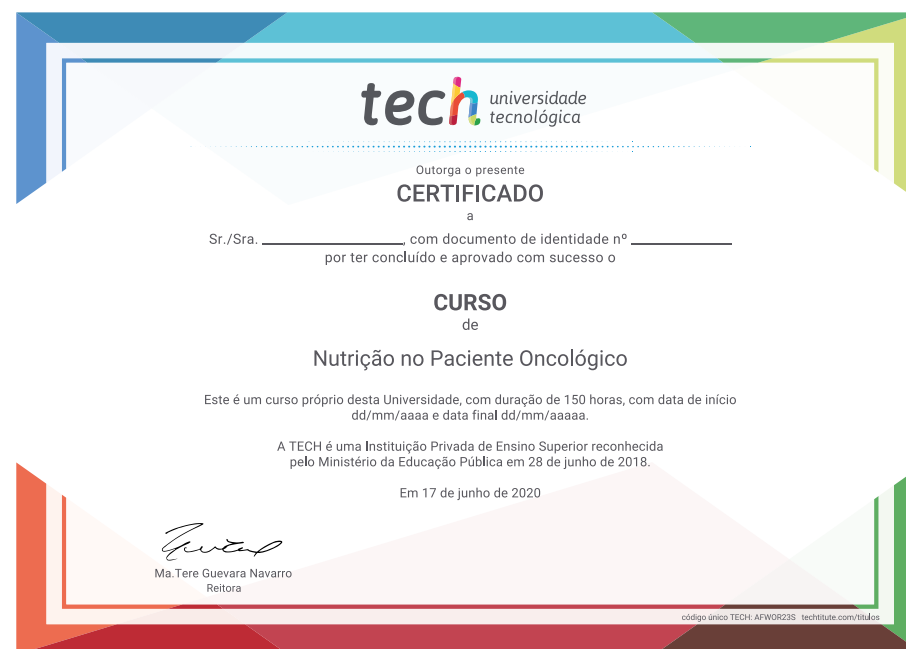 tech universidade
tecnológica
Outorga o presente
CERTIFICADO
a
Sr./Sra. ________________, com documento de identidade nº ____________
por ter concluído e aprovado com sucesso o
CURSO
de
Nutrição no Paciente Oncológico
Este é um curso próprio desta Universidade, com duração de 150 horas, com data de início
dd/mm/aaaa e data final dd/mm/aaaaa.
A TECH é uma Instituição Privada de Ensino Superior reconhecida
pelo Ministério da Educação Pública em 28 de junho de 2018.
Em 17 de junho de 2020
Ma.Tere Guevara Navarro
Reitora
código único TECH: AFWOR23S techtitute.com/titulos